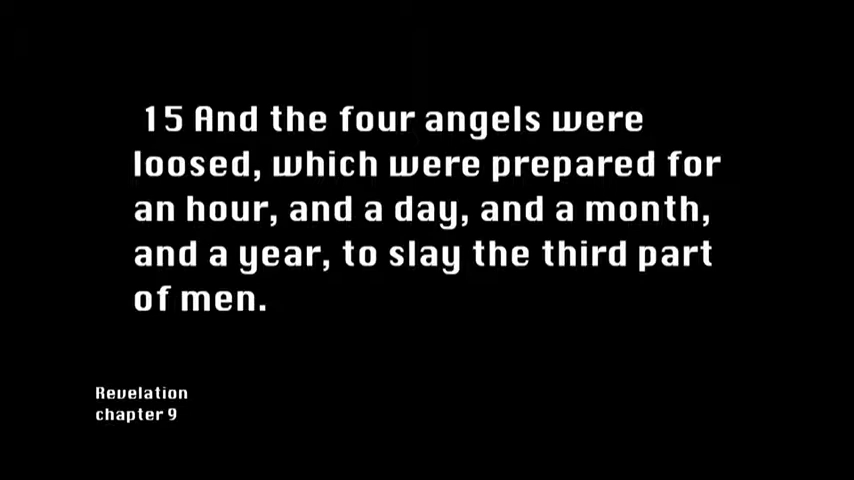 15 And the four angels were
loosed, which were prepared for
an hour, and a day, and a month,
and a year, to slay the third part
of men.
Revelation
chapter 9